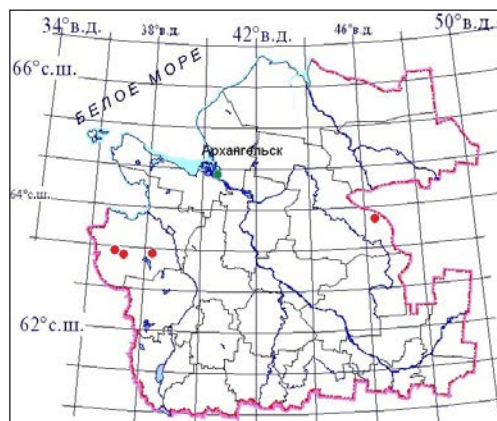 34°в.д.
38°в.д.
42°в.д.
46°в.д.
50°в.д.
66°с.ш.
БЕЛОЕ МОРЕ
Архангельск
64°с.ш.
62°с.ш.